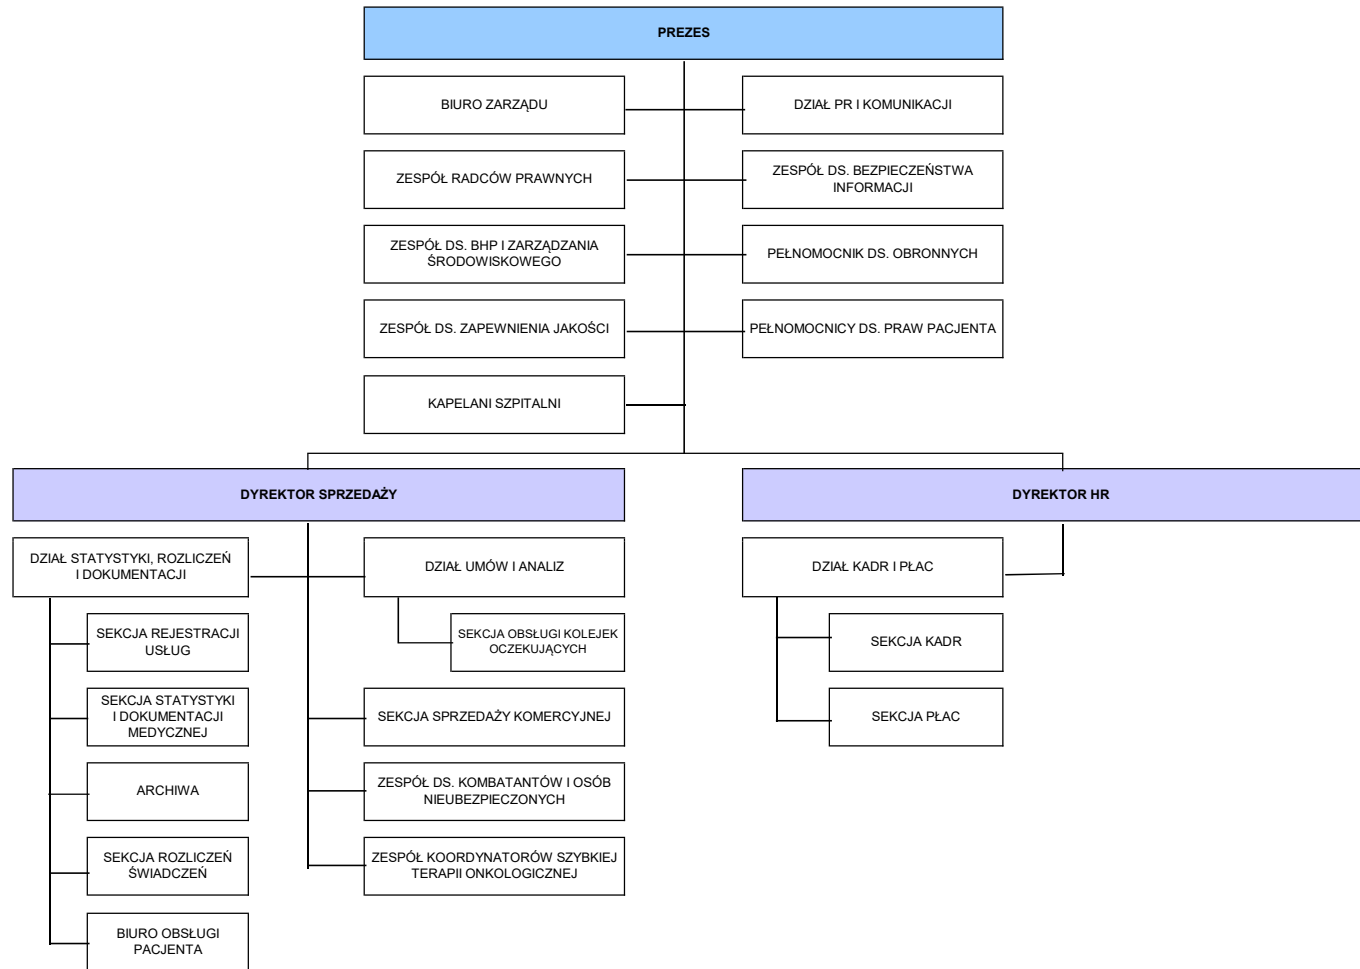 PREZES
BIURO ZARZĄDU
DZIAŁ PR I KOMUNIKACJI
ZESPÓŁ RADCÓW PRAWNYCH
ZESPÓŁ DS. BEZPIECZEŃSTWA
INFORMACJI
ZESPÓŁ DS. BHP I ZARZĄDZANIA
ŚRODOWISKOWEGO
PEŁNOMOCNIK DS. OBRONNYCH
ZESPÓŁ DS. ZAPEWNIENIA JAKOŚCI
PEŁNOMOCNICY DS. PRAW PACJENTA
KAPELANI SZPITALNI
DYREKTOR SPRZEDAŻY
DYREKTOR HR
DZIAŁ STATYSTYKI, ROZLICZEŃ
I DOKUMENTACJI
DZIAŁ UMÓW I ANALIZ
DZIAŁ KADR I PŁAC
SEKCJA REJESTRACJI
USŁUG
SEKCJA OBSŁUGI KOLEJEK
OCZEKUJĄCYCH
SEKCJA KADR
SEKCJA STATYSTYKI
I DOKUMENTACJI
MEDYCZNEJ
SEKCJA SPRZEDAŻY KOMERCYJNEJ
SEKCJA PŁAC
ARCHIWA
ZESPÓŁ DS. KOMBATANTÓW I OSÓB
NIEUBEZPIECZONYCH
SEKCJA ROZLICZEŃ
ŚWIADCZEŃ
ZESPÓŁ KOORDYNATORÓW SZYBKIEJ
TERAPII ONKOLOGICZNEJ
BIURO OBSŁUGI
PACJENTA